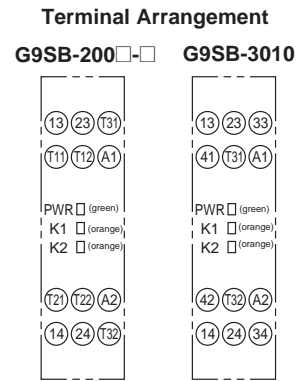 Terminal Arrangement
G9SB-200□-□
13 23 T31
T11 T12 A1
PWR (green)
K1 (orange)
K2 (orange)
T21 T22 A2
14 24 T32
G9SB-3010
13 23 33
41 T31 A1
PWR (green)
K1 (orange)
K2 (orange)
42 T32 A2
14 24 34